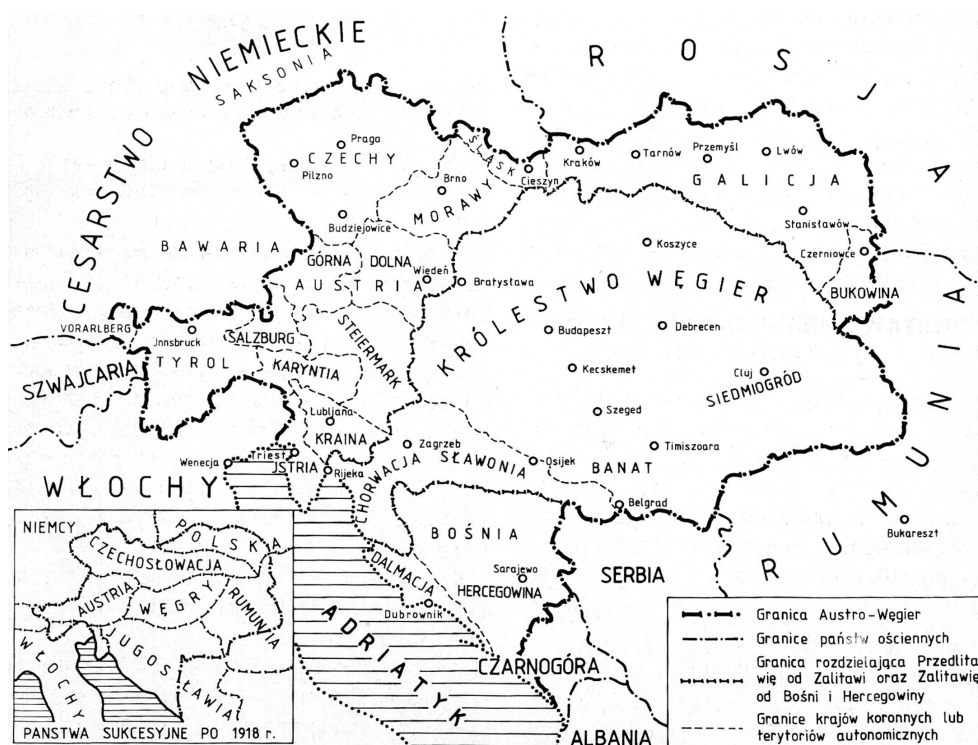 CESARSTWO NIEMIECKIE
SAKSONIA
ROSJA
Praga
CZECHY
Pilzno
ŚLĄSK
Kraków
Tarnów
Przemyśl
Lwów
Brno
Cieszyn
GALICJA
MORAWY
Budziejowice
Stanisławów
BAWARIA
Koszyce
Czerniowce
GÓRNA
DOLNA
AUSTRIA
Wiedeń
Bratysława
KRÓLESTWO WĘGIER
BUKOWINA
VORARLBERG
Jnnsbruck
SALZBURG
STEIERMARK
Budapeszt
Debrecen
TYROL
SZWAJCARIA
KARYNTIA
Kecskemet
Cluj
SIEDMIOGRÓD
Lubljana
Szeged
KRAINA
Zagrzeb
Timiszoara
Wenecja
Triest
JSTRIA
Rijeka
CHORWACJA SŁAWONIA
Osijek
BANAT
WŁOCHY
Belgrad
RUMUNIA
Bukareszt
BOŚNIA
DALMACJA
Sarajewo
HERCEGOWINA
SERBIA
Dubrownik
ADRIATYK
CZARNOGÓRA
ALBANIA
NIEMCY
POLSKA
CZECHOSŁOWACJA
AUSTRIA
WĘGRY
RUMUNIA
WŁOCHY
JUGOSŁAWIA
PAŃSTWA SUKCESYJNE PO 1918 r.
Granica Austro-Węgier
Granice państw ościennych
Granica rozdzielająca Przedlita
wię od Zalitawi oraz Zalitawię
od Bośni i Hercegowiny
Granice krajów koronnych lub
terytoriów autonomicznych